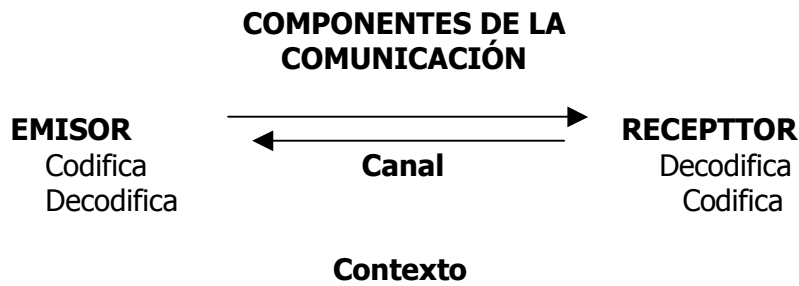 COMPONENTES DE LA
COMUNICACIÓN
EMISOR RECEPTTOR
Codifica Canal Decodifica
Decodifica Codifica
Contexto